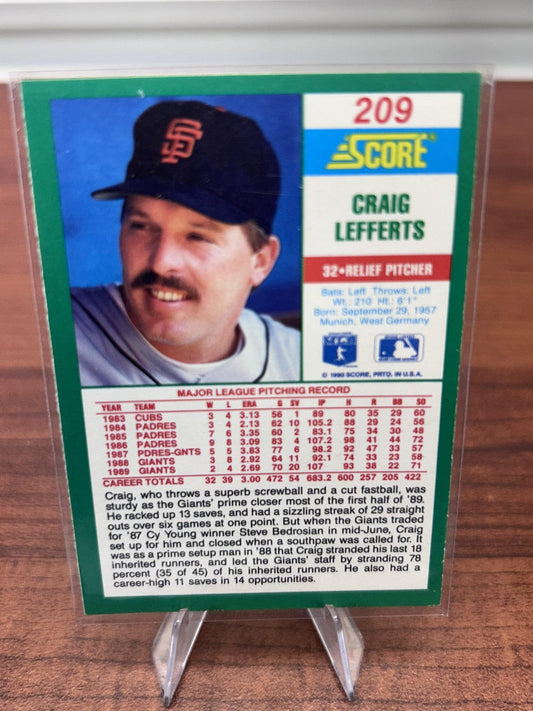 SF
209
SCORE
CRAIG
LEFFERTS
32•RELIEF PITCHER
Bats: Left Throws: Left
Wt.: 210 Ht.: 6'1"
Born: September 29, 1957
Munich, West Germany
© 1990 SCORE, PRTD. IN U.S.A.
MAJOR LEAGUE PITCHING RECORD
YEAR TEAM W L ERA G SV IP H R BB SO
1983 CUBS 3 4 3.13 56 1 89 80 35 29 60
1984 PADRES 3 4 2.13 62 10 105.2 88 29 24 56
1985 PADRES 7 6 3.35 60 2 83.1 75 34 30 48
1986 PADRES 9 8 3.09 83 4 107.2 98 41 44 72
1987 PDRES-GNTS 5 5 3.83 77 6 98.2 92 47 33 57
1988 GIANTS 3 8 2.92 64 11 92.1 74 33 23 58
1989 GIANTS 2 4 2.69 70 20 107 93 38 22 71
CAREER TOTALS 32 39 3.00 472 54 683.2 600 257 205 422
Craig, who throws a superb screwball and a cut fastball, was
sturdy as the Giants' prime closer most of the first half of '89.
He racked up 13 saves, and had a sizzling streak of 29 straight
outs over six games at one point. But when the Giants traded
for '87 Cy Young winner Steve Bedrosian in mid-June, Craig
set up for him and closed when a southpaw was called for. It
was as a prime setup man in '88 that Craig stranded his last 18
inherited runners, and led the Giants' staff by stranding 78
percent (35 of 45) of his inherited runners. He also had a
career-high 11 saves in 14 opportunities.